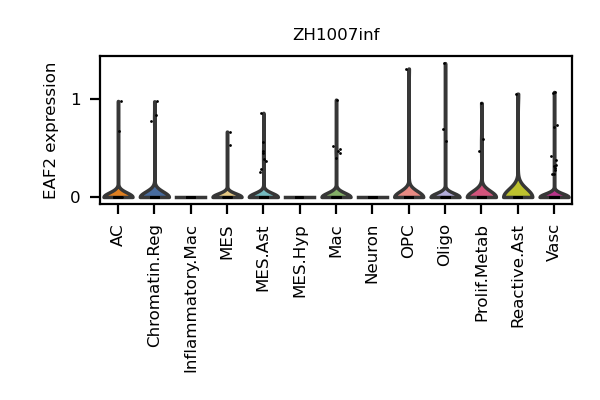 ZH1007inf
EAF2 expression
1
0
AC
Chromatin.Reg
Inflammatory.Mac
MES
MES.Ast
MES.Hyp
Mac
Neuron
OPC
Oligo
Prolif.Metab
Reactive.Ast
Vasc